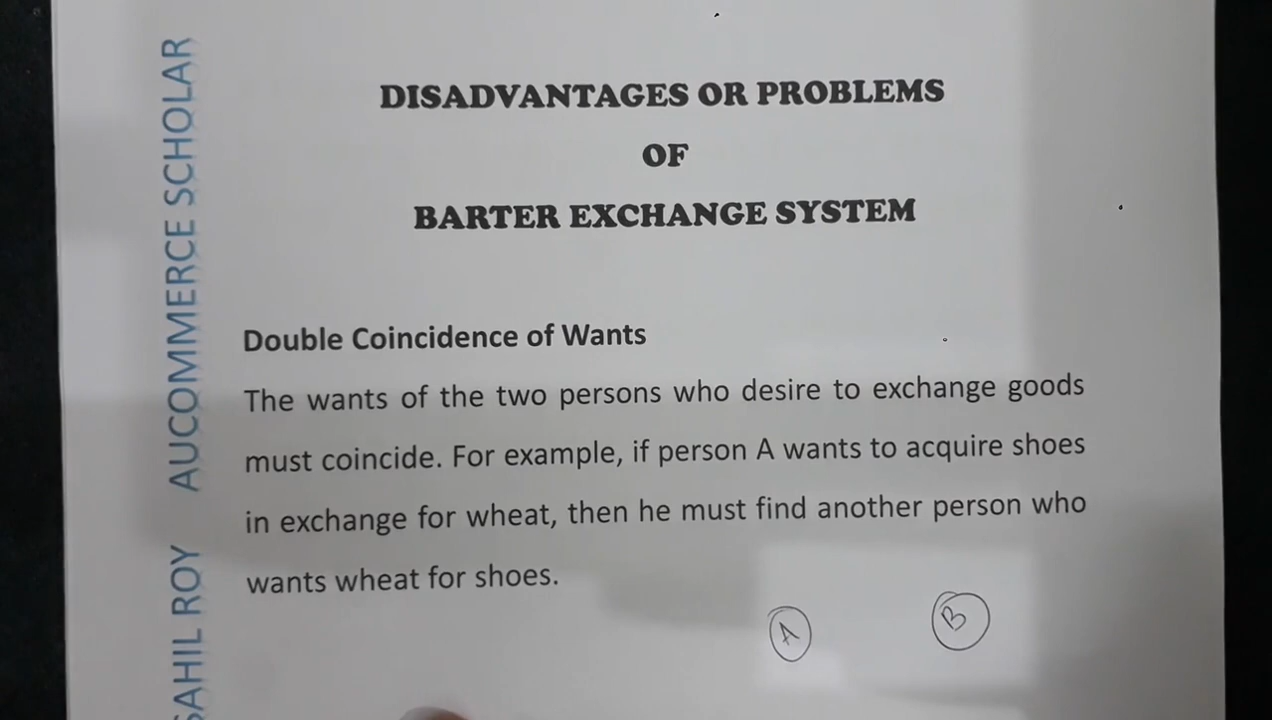 DISADVANTAGES OR PROBLEMS
OF
BARTER EXCHANGE SYSTEM
Double Coincidence of Wants
The wants of the two persons who desire to exchange goods
must coincide. For example, if person A wants to acquire shoes
in exchange for wheat, then he must find another person who
wants wheat for shoes.
A
B
SAHIL ROY AUCOMMERCE SCHOLAR